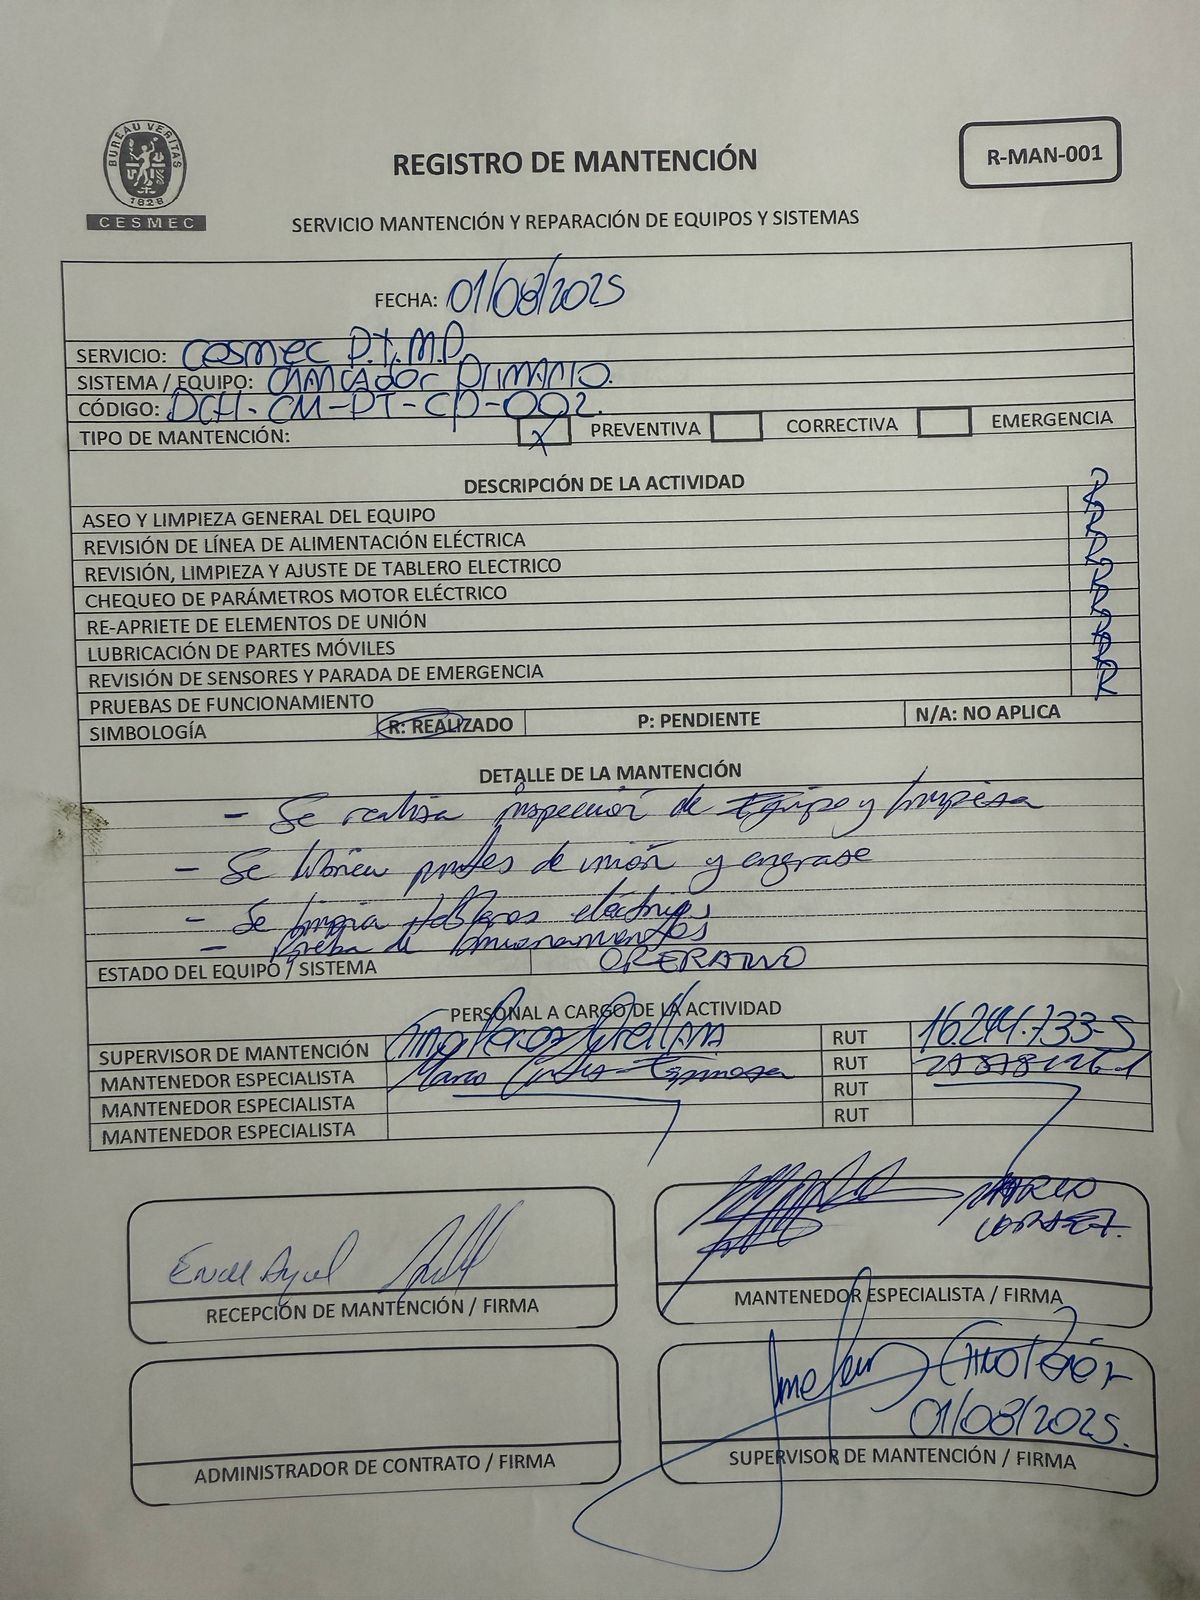 BUREAU VERITAS
1828
CESMEC
REGISTRO DE MANTENCIÓN
R-MAN-001
SERVICIO MANTENCIÓN Y REPARACIÓN DE EQUIPOS Y SISTEMAS
FECHA: 01/08/2025
SERVICIO: Cesmec P.T.M.P
SISTEMA / EQUIPO: CHANCADOR PRIMARIO.
CÓDIGO: DCH-CM-PT-CP-002.
TIPO DE MANTENCIÓN: X PREVENTIVA CORRECTIVA EMERGENCIA
DESCRIPCIÓN DE LA ACTIVIDAD
ASEO Y LIMPIEZA GENERAL DEL EQUIPO R
REVISIÓN DE LÍNEA DE ALIMENTACIÓN ELÉCTRICA R
REVISIÓN, LIMPIEZA Y AJUSTE DE TABLERO ELECTRICO R
CHEQUEO DE PARÁMETROS MOTOR ELÉCTRICO R
RE-APRIETE DE ELEMENTOS DE UNIÓN R
LUBRICACIÓN DE PARTES MÓVILES R
REVISIÓN DE SENSORES Y PARADA DE EMERGENCIA R
PRUEBAS DE FUNCIONAMIENTO R
SIMBOLOGÍA R: REALIZADO P: PENDIENTE N/A: NO APLICA
DETALLE DE LA MANTENCIÓN
- Se realisa inspección de Equipo y limpiesa
- Se lubrica partes de unión y engrase
- Se limpia tableros eléctricos
- Prueba de funcionamientos
ESTADO DEL EQUIPO / SISTEMA OPERATIVO
PERSONAL A CARGO DE LA ACTIVIDAD
SUPERVISOR DE MANTENCIÓN Orellana RUT 16.244.733-5
MANTENEDOR ESPECIALISTA Marco Espinosa RUT
MANTENEDOR ESPECIALISTA RUT
MANTENEDOR ESPECIALISTA RUT
MARCO
RECEPCIÓN DE MANTENCIÓN / FIRMA
MANTENEDOR ESPECIALISTA / FIRMA
01/08/2025.
ADMINISTRADOR DE CONTRATO / FIRMA
SUPERVISOR DE MANTENCIÓN / FIRMA